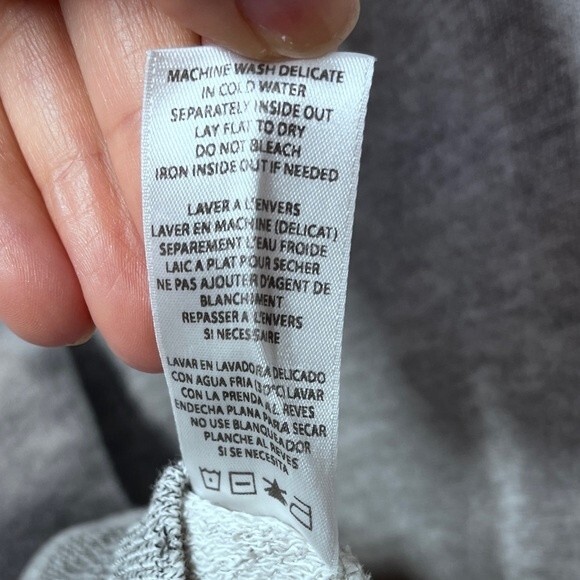 MACHINE WASH DELICATE
IN COLD WATER
SEPARATELY INSIDE OUT
LAY FLAT TO DRY
DO NOT BLEACH
IRON INSIDE OUT IF NEEDED
LAVER A L'ENVERS
LAVER EN MACHINE (DELICAT)
SEPAREMENT L'EAU FROIDE
LAIC A PLAT POUR SECHER
NE PAS AJOUTER D'AGENT DE
BLANCHIMENT
REPASSER A L'ENVERS
SI NECESSAIRE
LAVAR EN LAVADORA DELICADO
CON AGUA FRIA (30°C) LAVAR
CON LA PRENDA AL REVES
ENDECHA PLANA PARA SECAR
NO USE BLANQUEADOR
PLANCHE AL REVES
SI SE NECESITA